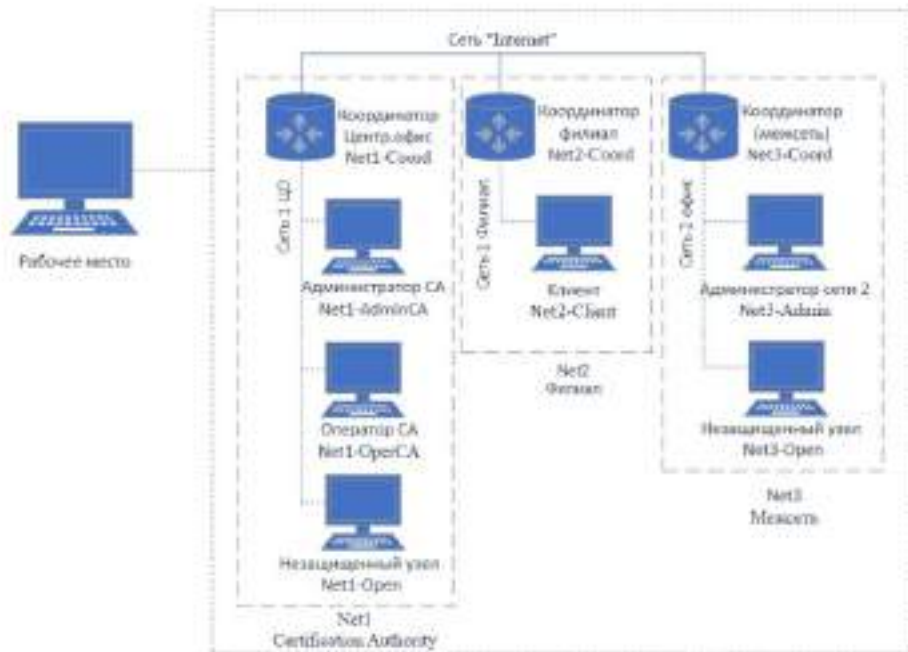 Сеть "Internet"
Координатор
Центр.офис
Net1-Coord
Координатор
филиал
Net2-Coord
Координатор
(межсеть)
Net3-Coord
Сеть 1 ЦО
Сеть 1 Филиал
Сеть 2 офис
Рабочее место
Администратор CA
Net1-AdminCA
Клиент
Net2-Client
Администратор сети 2
Net3-Admin
Net2
Филиал
Оператор CA
Net1-OperCA
Незащищенный узел
Net3-Open
Незащищенный узел
Net1-Open
Net3
Межсеть
Net1
Certification Authority